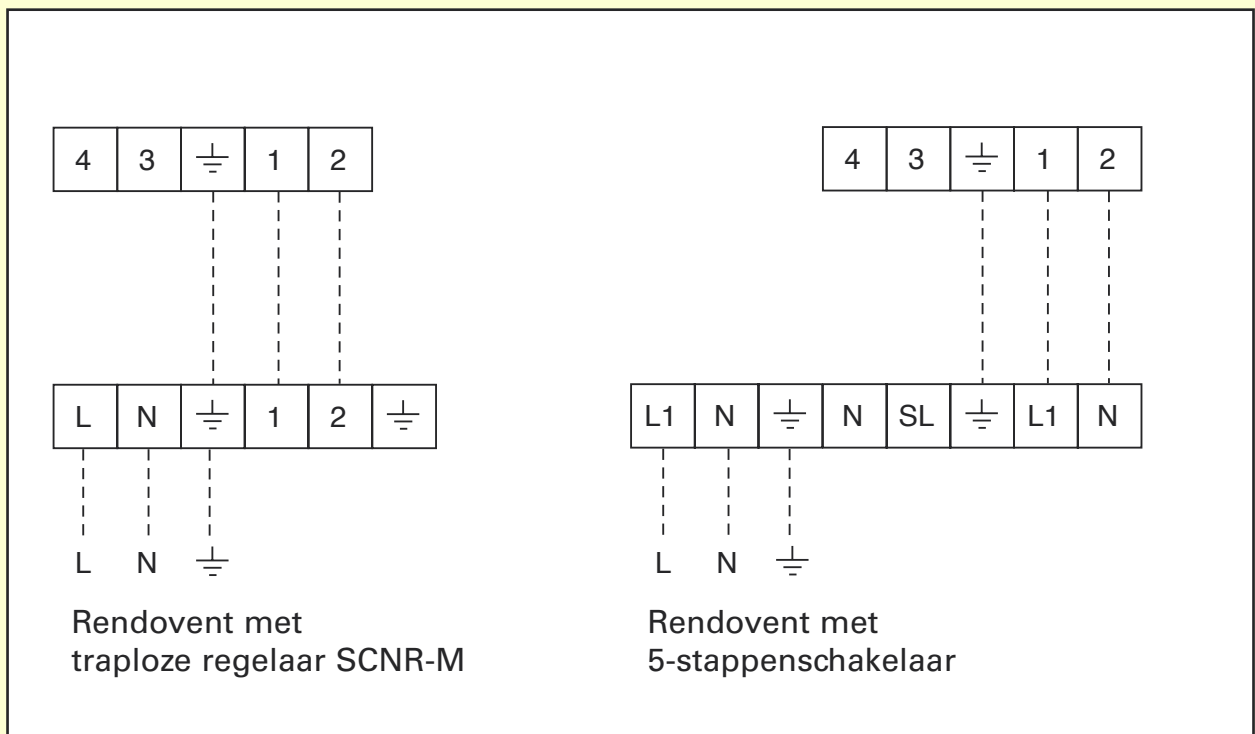 4 3 ⏚ 1 2
L N ⏚ 1 2 ⏚
L N ⏚
Rendovent met
traploze regelaar SCNR-M
4 3 ⏚ 1 2
L1 N ⏚ N SL ⏚ L1 N
L N ⏚
Rendovent met
5-stappenschakelaar